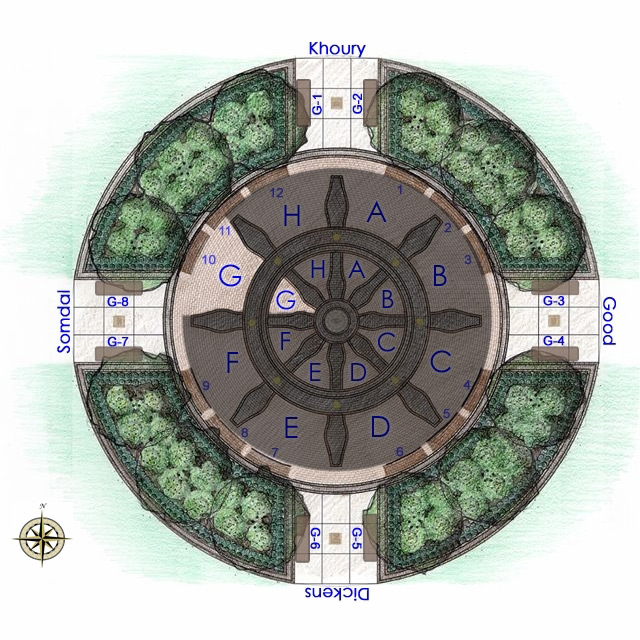 Khoury
G-1 G-2
12 1
H A
11 2
10 3
G B
H A
G B
Somdal
G-8 G-3
Good
G-7 G-4
F C
E D
F C
9 4
5
E D
8 7 6
G-6 G-5
Dickens
N